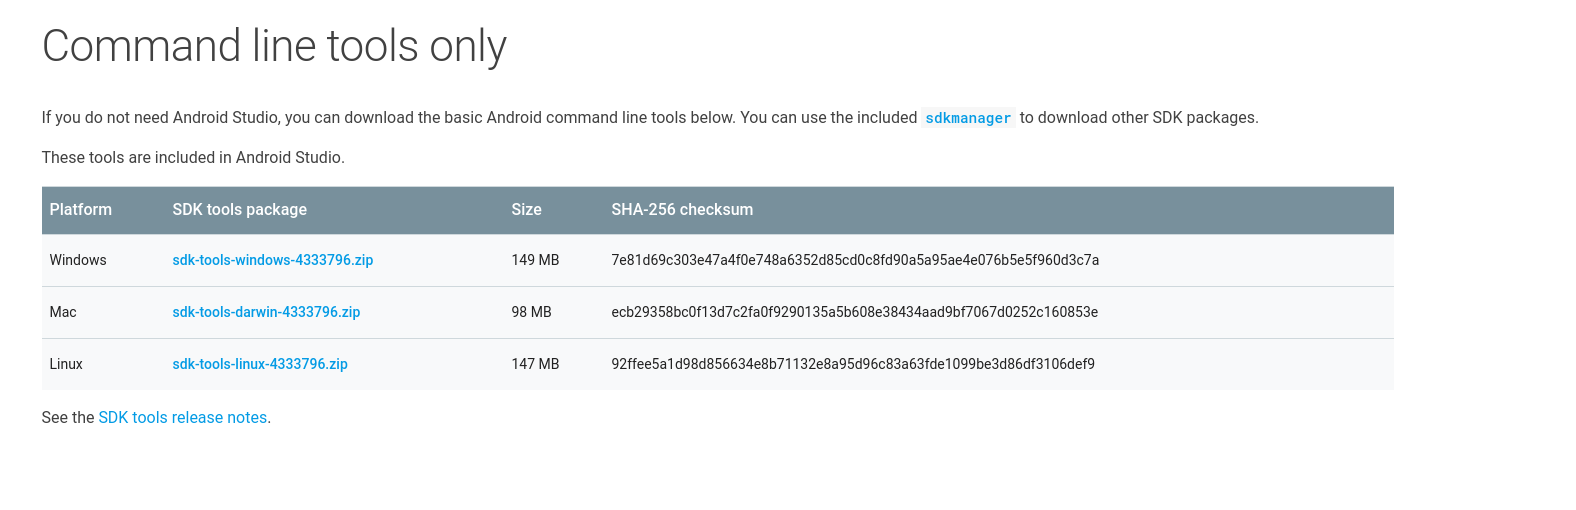 Command line tools only
If you do not need Android Studio, you can download the basic Android command line tools below. You can use the included sdkmanager to download other SDK packages.
These tools are included in Android Studio.
Platform SDK tools package Size SHA-256 checksum
Windows sdk-tools-windows-4333796.zip 149 MB 7e81d69c303e47a4f0e748a6352d85cd0c8fd90a5a95ae4e076b5e5f960d3c7a
Mac sdk-tools-darwin-4333796.zip 98 MB ecb29358bc0f13d7c2fa0f9290135a5b608e38434aad9bf7067d0252c160853e
Linux sdk-tools-linux-4333796.zip 147 MB 92ffee5a1d98d856634e8b71132e8a95d96c83a63fde1099be3d86df3106def9
See the SDK tools release notes.